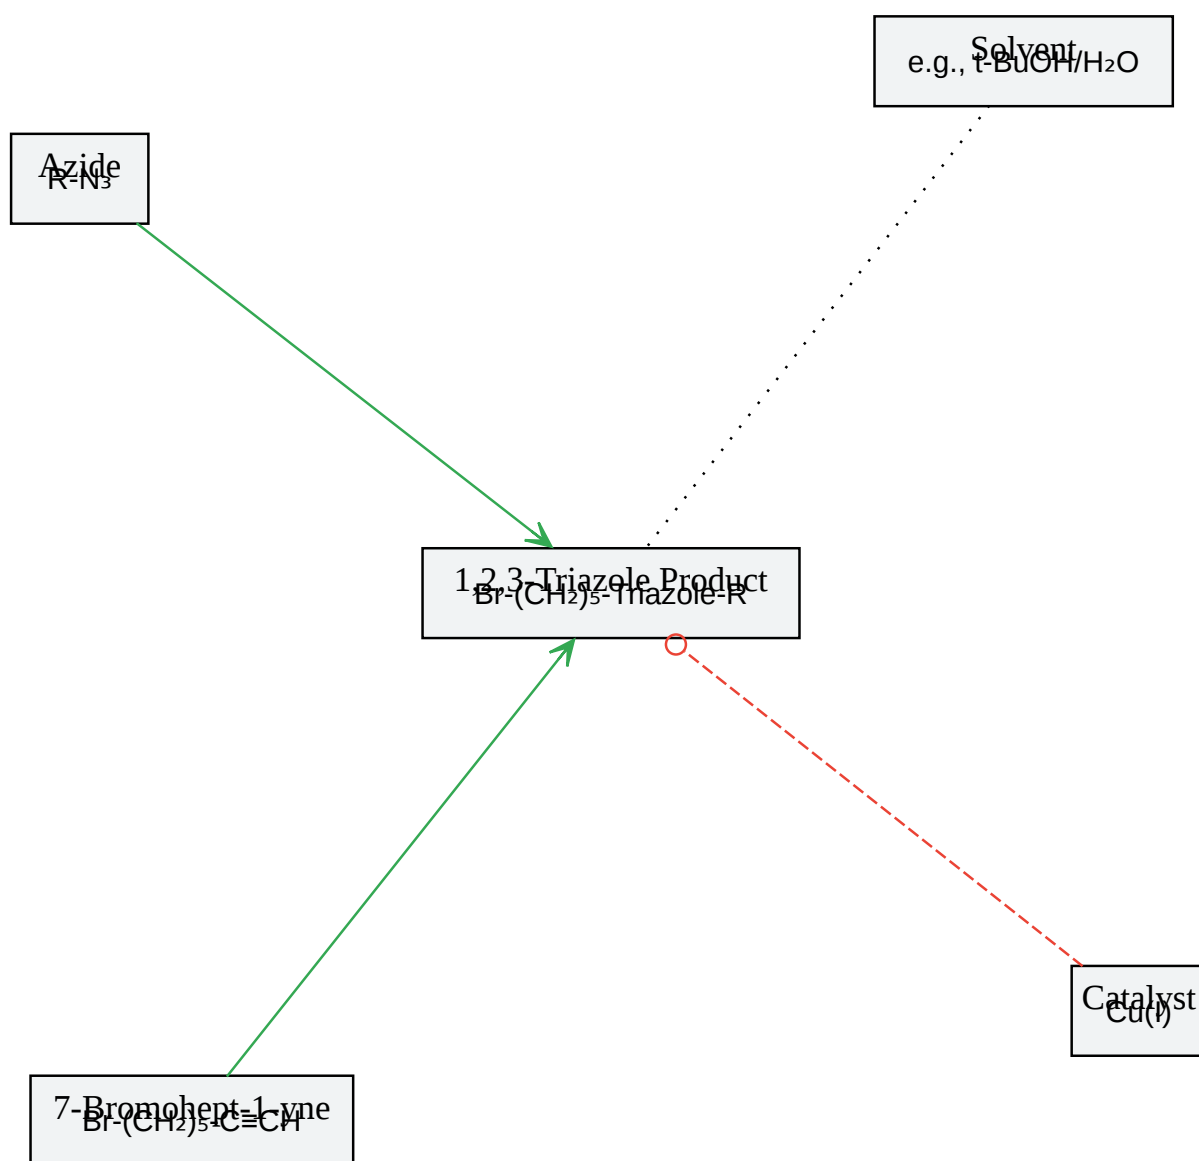 Solvent
e.g., t-BuOH/H₂O
Azide
R-N₃
1,2,3-Triazole Product
Br-(CH₂)₅-Triazole-R
Catalyst
Cu(I)
7-Bromohept-1-yne
Br-(CH₂)₅-C≡CH